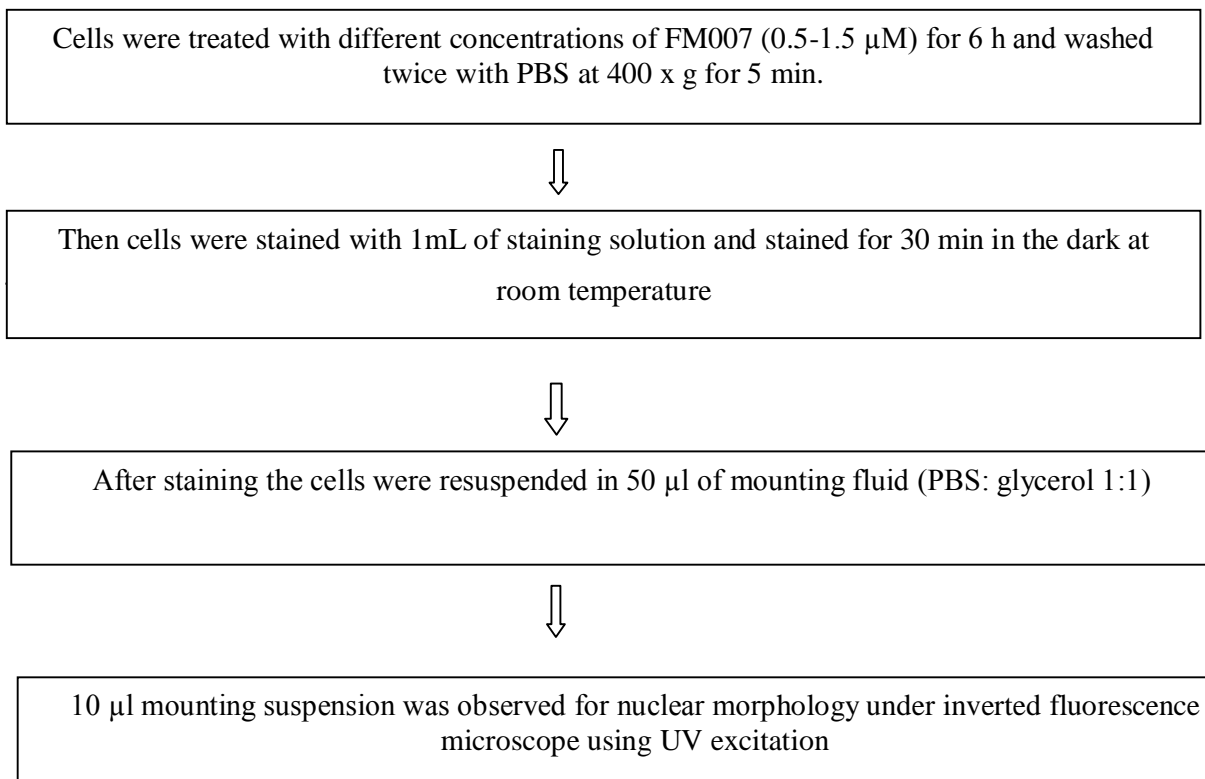 Cells were treated with different concentrations of FM007 (0.5-1.5 µM) for 6 h and washed
twice with PBS at 400 x g for 5 min.
Then cells were stained with 1mL of staining solution and stained for 30 min in the dark at
room temperature
After staining the cells were resuspended in 50 µl of mounting fluid (PBS: glycerol 1:1)
10 µl mounting suspension was observed for nuclear morphology under inverted fluorescence
microscope using UV excitation